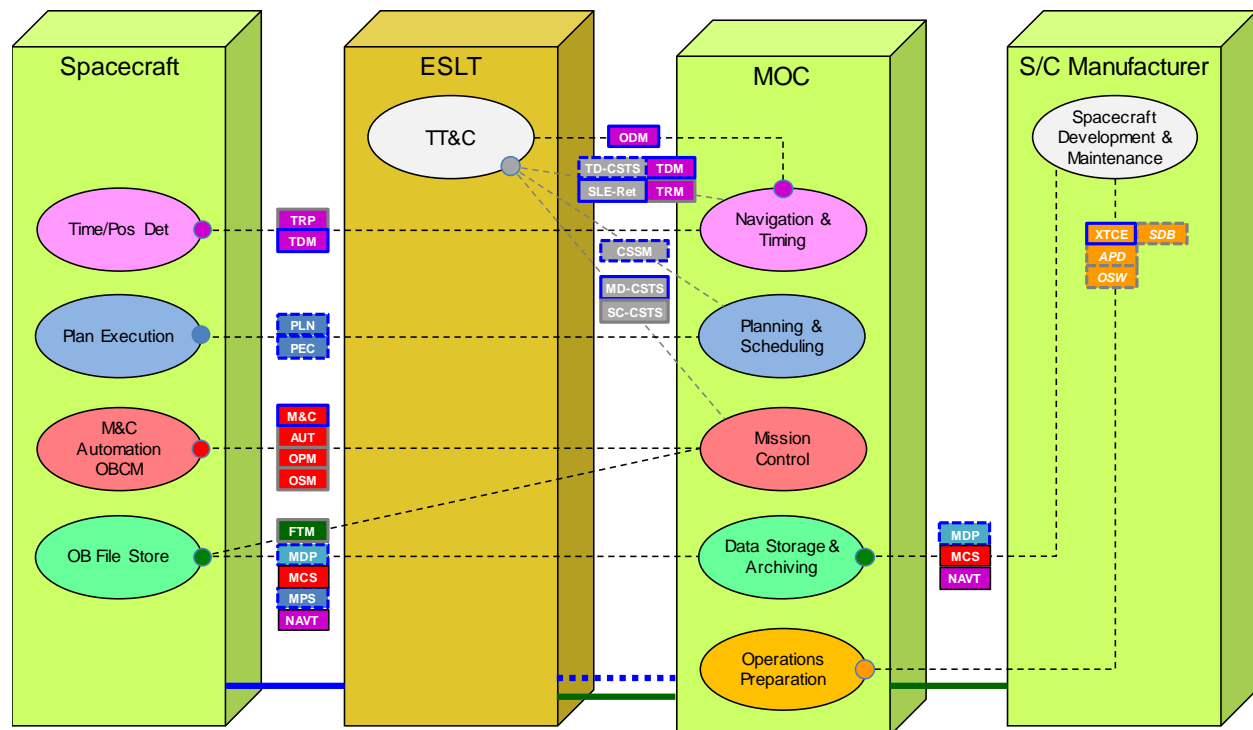 Spacecraft
ESLT
MOC
S/C Manufacturer
TT&C
Spacecraft
Development &
Maintenance
ODM
TD-CSTS TDM
SLE-Ret TRM
Time/Pos Det
TRP
TDM
Navigation &
Timing
XTCE SDB
APD
OSW
CSSM
MD-CSTS
SC-CSTS
Plan Execution
PLN
PEC
Planning &
Scheduling
M&C
Automation
OBCM
M&C
AUT
OPM
OSM
Mission
Control
OB File Store
FTM
MDP
MCS
MPS
NAVT
Data Storage &
Archiving
MDP
MCS
NAVT
Operations
Preparation